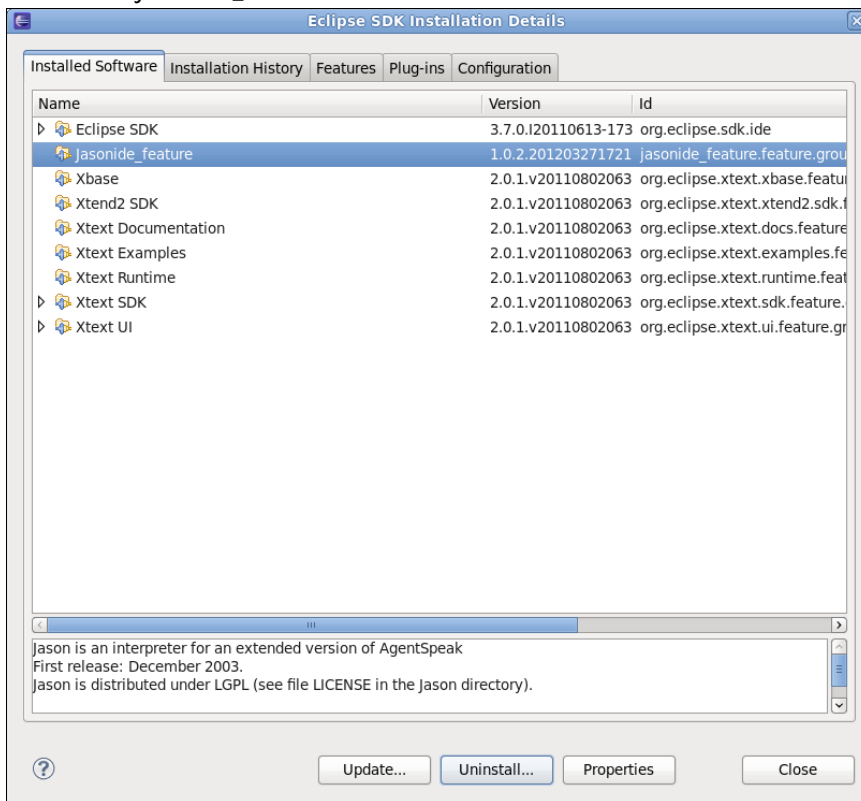 Eclipse SDK Installation Details
Installed Software Installation History Features Plug-ins Configuration
Name Version Id
Eclipse SDK 3.7.0.I20110613-173 org.eclipse.sdk.ide
Jasonide_feature 1.0.2.201203271721 jasonide_feature.feature.grou
Xbase 2.0.1.v20110802063 org.eclipse.xtext.xbase.featu
Xtend2 SDK 2.0.1.v20110802063 org.eclipse.xtext.xtend2.sdk.f
Xtext Documentation 2.0.1.v20110802063 org.eclipse.xtext.docs.feature
Xtext Examples 2.0.1.v20110802063 org.eclipse.xtext.examples.fe
Xtext Runtime 2.0.1.v20110802063 org.eclipse.xtext.runtime.feat
Xtext SDK 2.0.1.v20110802063 org.eclipse.xtext.sdk.feature.
Xtext UI 2.0.1.v20110802063 org.eclipse.xtext.ui.feature.gr
Jason is an interpreter for an extended version of AgentSpeak
First release: December 2003.
Jason is distributed under LGPL (see file LICENSE in the Jason directory).
Update... Uninstall... Properties Close